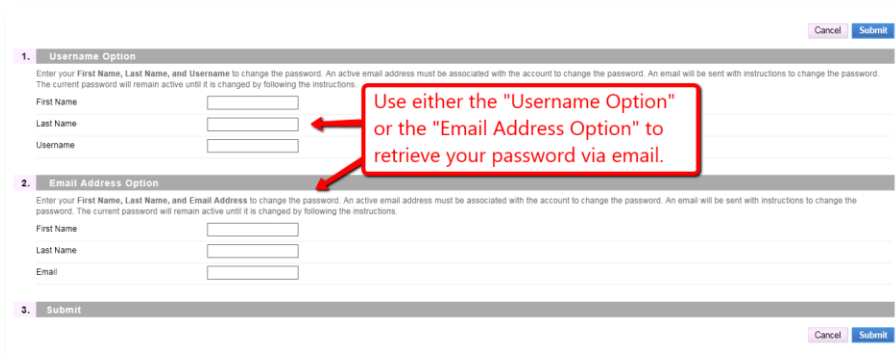 Cancel Submit
1. Username Option
Enter your First Name, Last Name, and Username to change the password. An active email address must be associated with the account to change the password. An email will be sent with instructions to change the password.
The current password will remain active until it is changed by following the instructions.
First Name
Last Name
Username
Use either the "Username Option"
or the "Email Address Option" to
retrieve your password via email.
2. Email Address Option
Enter your First Name, Last Name, and Email Address to change the password. An active email address must be associated with the account to change the password. An email will be sent with instructions to change the
password. The current password will remain active until it is changed by following the instructions.
First Name
Last Name
Email
3. Submit
Cancel Submit